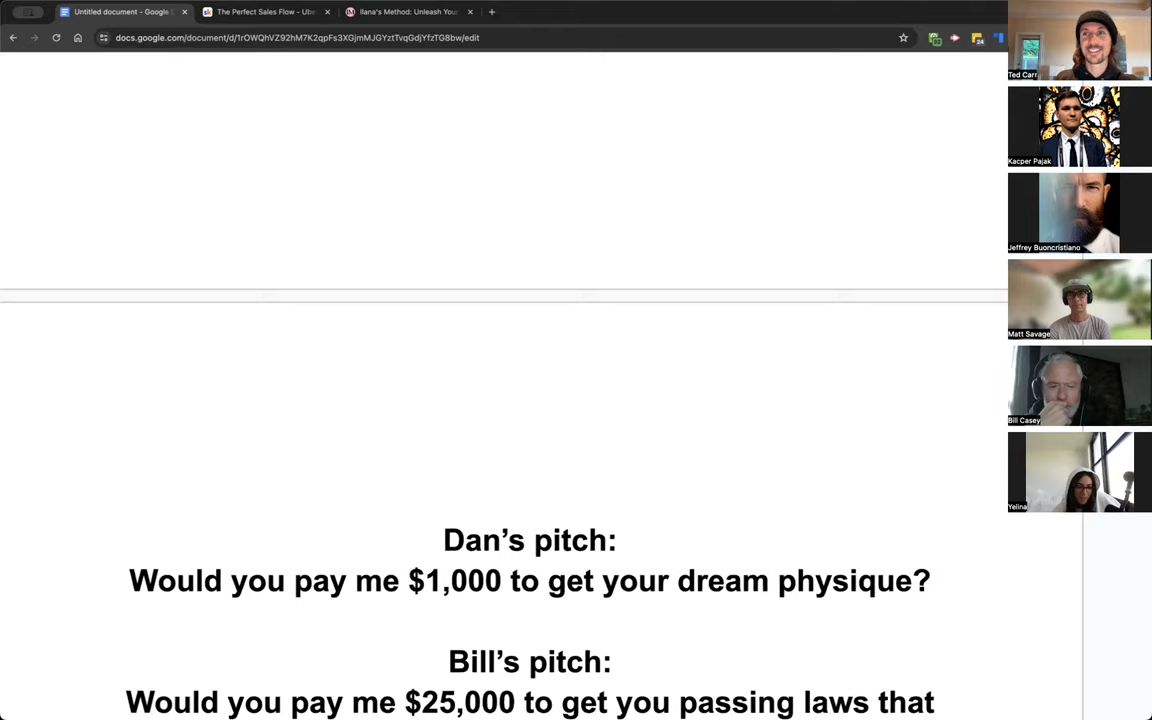 Untitled document - Google
The Perfect Sales Flow - Ube
Ilana's Method: Unleash You
docs.google.com/document/d/1rOWQhVZ92hM7K2qpFs3XGjmMJGYztTvqGdjYfzTG8bw/edit
24
Ted Carr
Kacper Pajak
Jeffrey Buoncristiano
Matt Savage
Bill Casey
Yelina
Dan’s pitch:
Would you pay me $1,000 to get your dream physique?
Bill’s pitch:
Would you pay me $25,000 to get you passing laws that